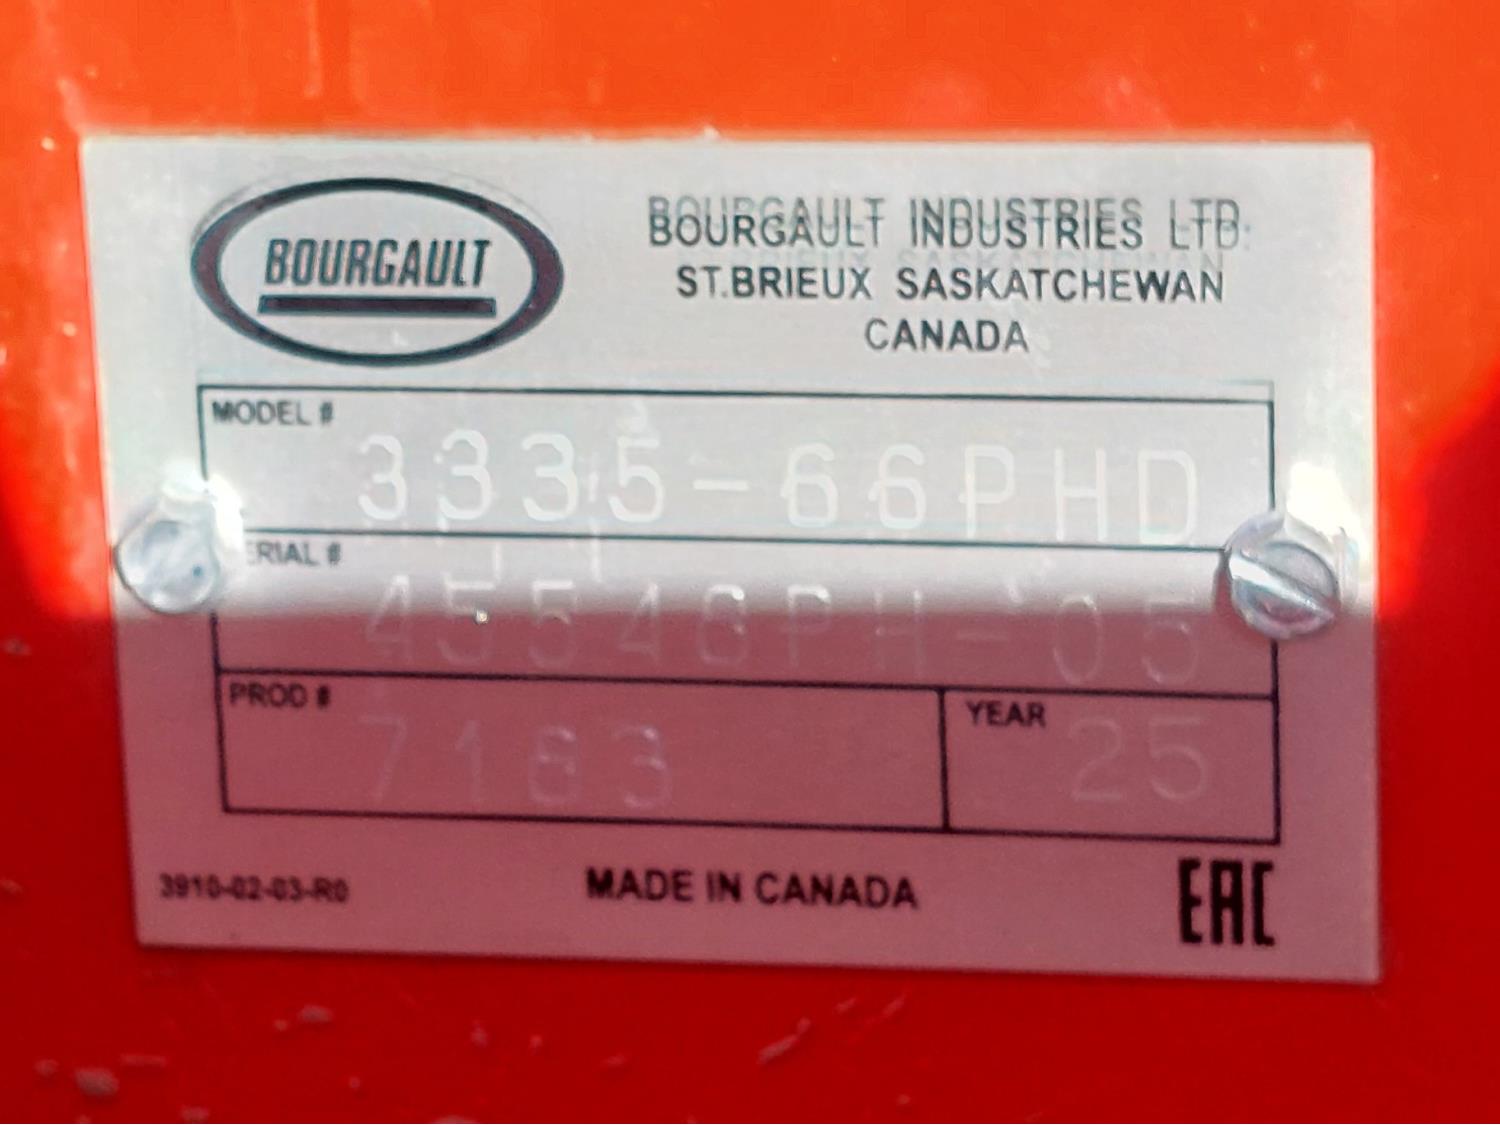 BOURGAULT
BOURGAULT INDUSTRIES LTD.
ST.BRIEUX SASKATCHEWAN
CANADA
MODEL #
3335-66PHD
ERIAL #
45546PH-05
PROD #
7163
YEAR
25
3910-02-03-R0
MADE IN CANADA
EAC